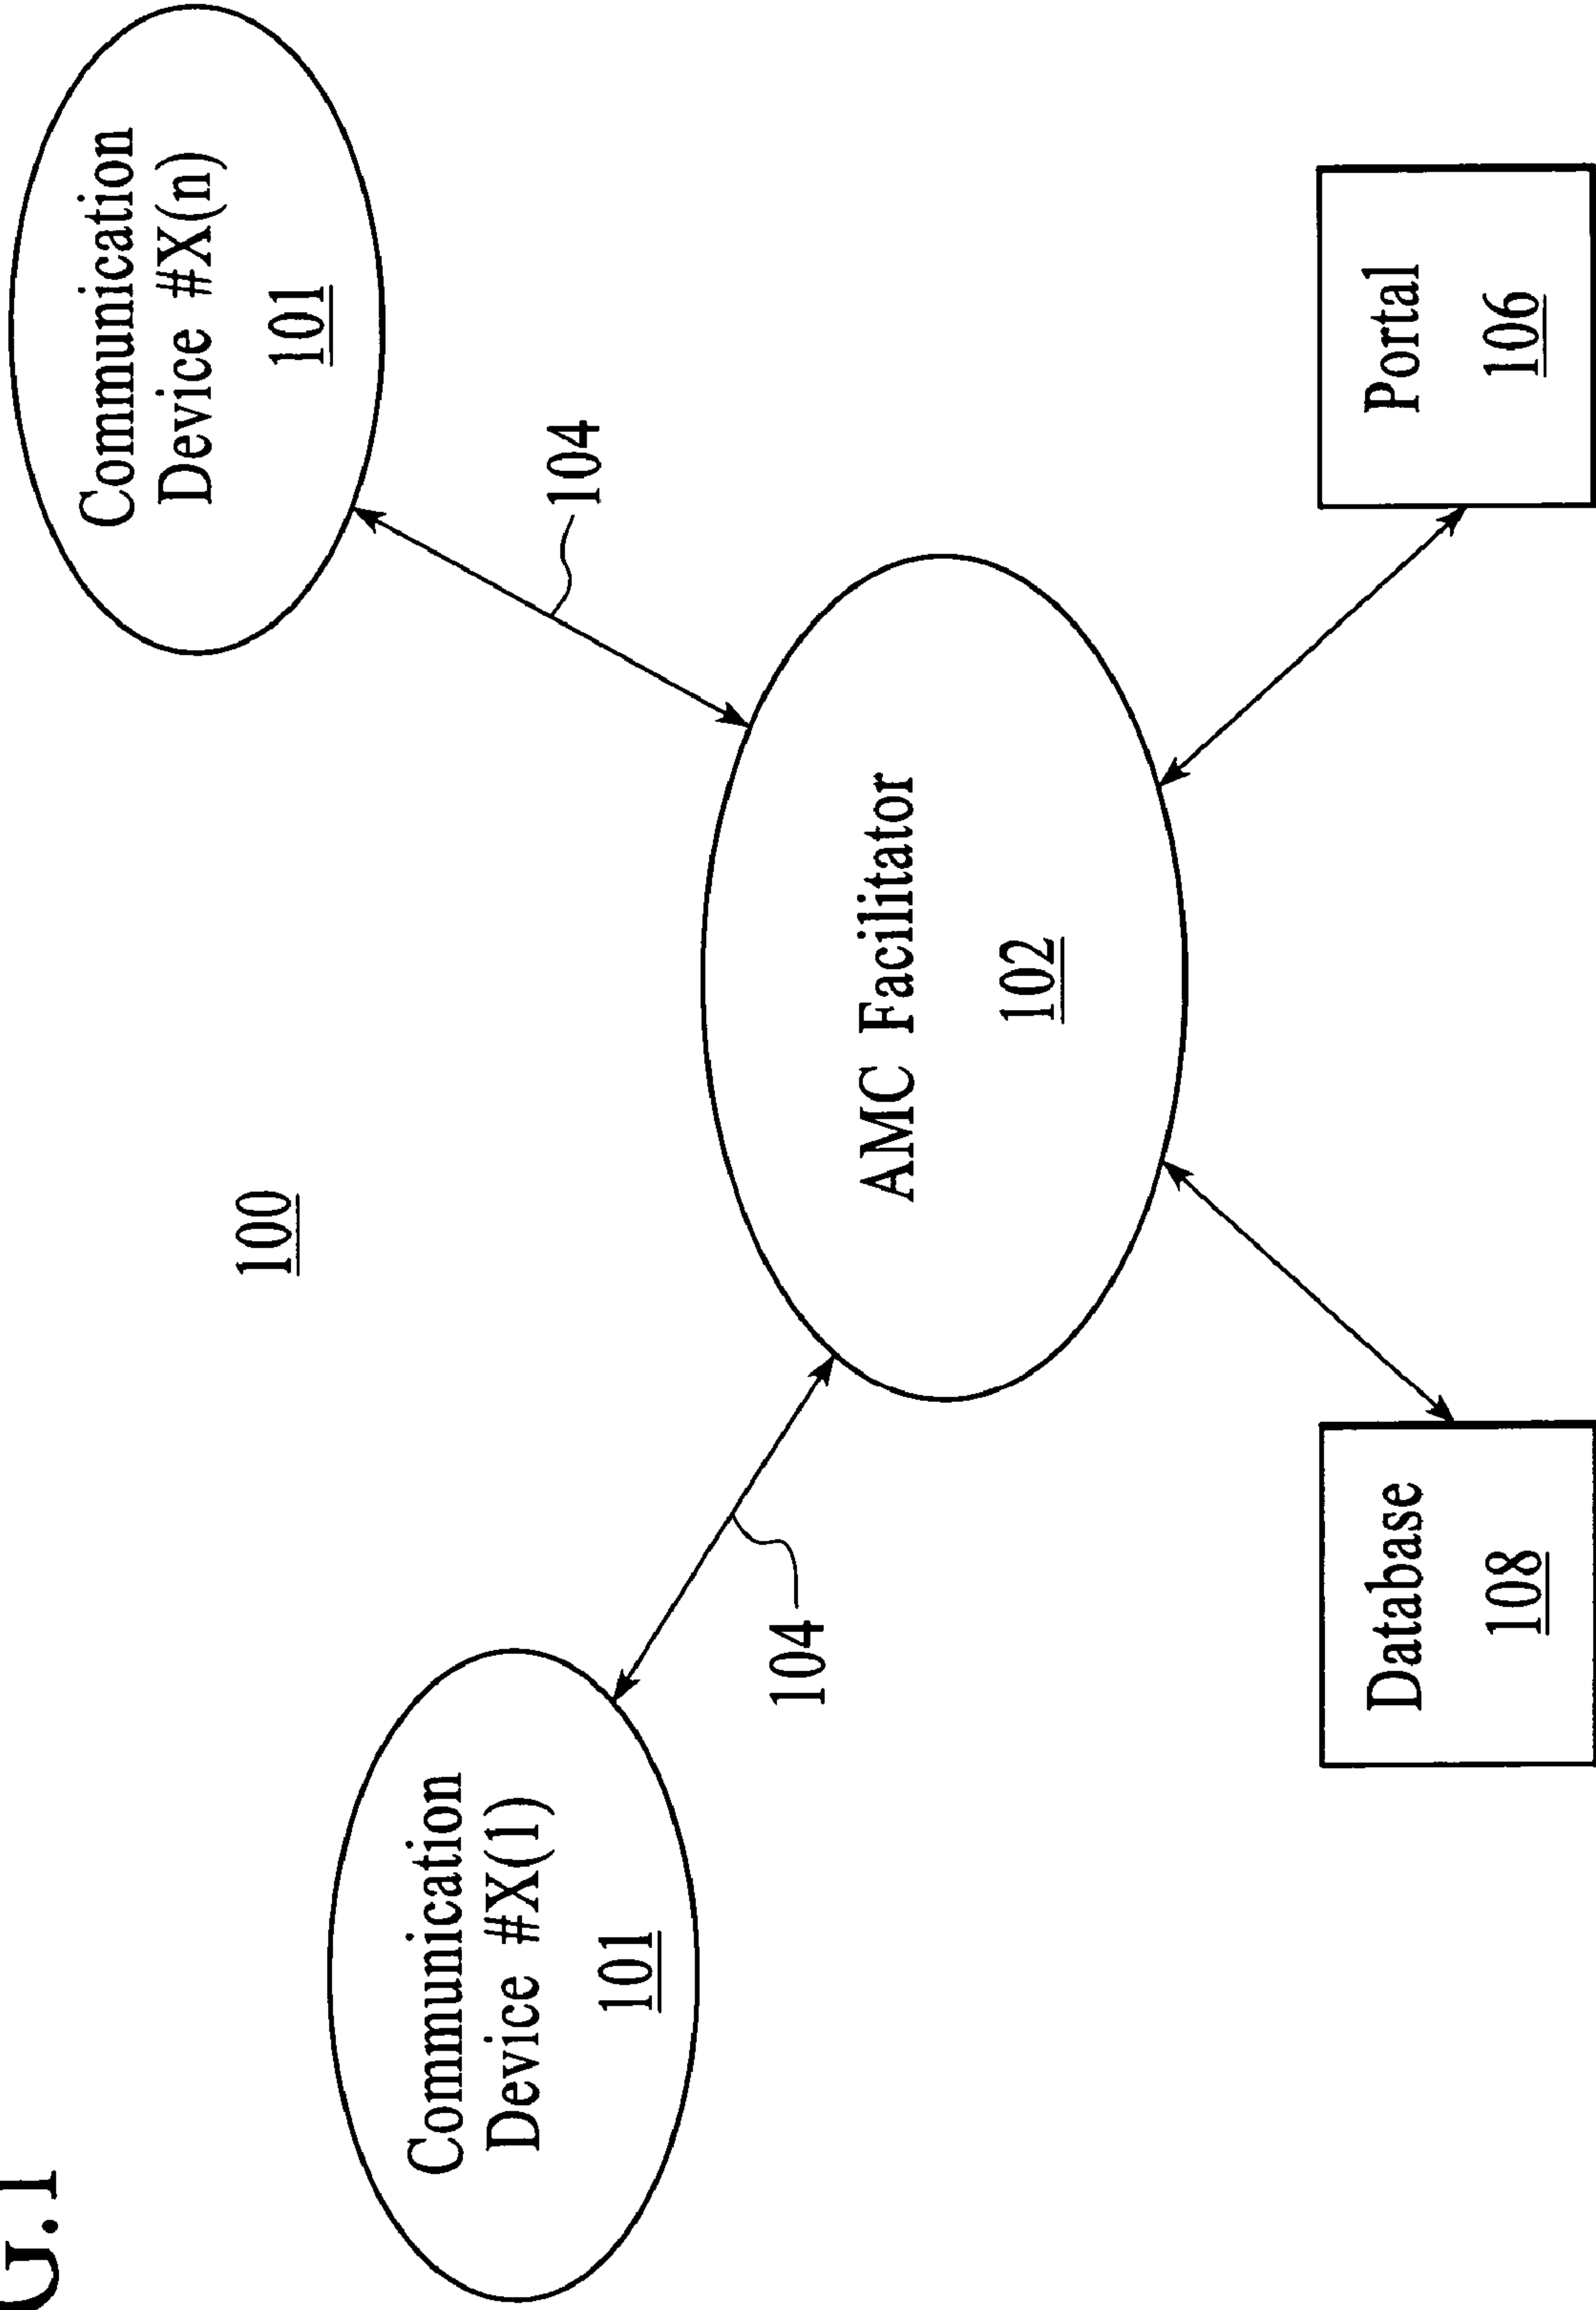 G.1
100
Communication
Device #X(n)
101
Communication
Device #X(1)
101
104
104
AMC Facilitator
102
Database
108
Portal
106